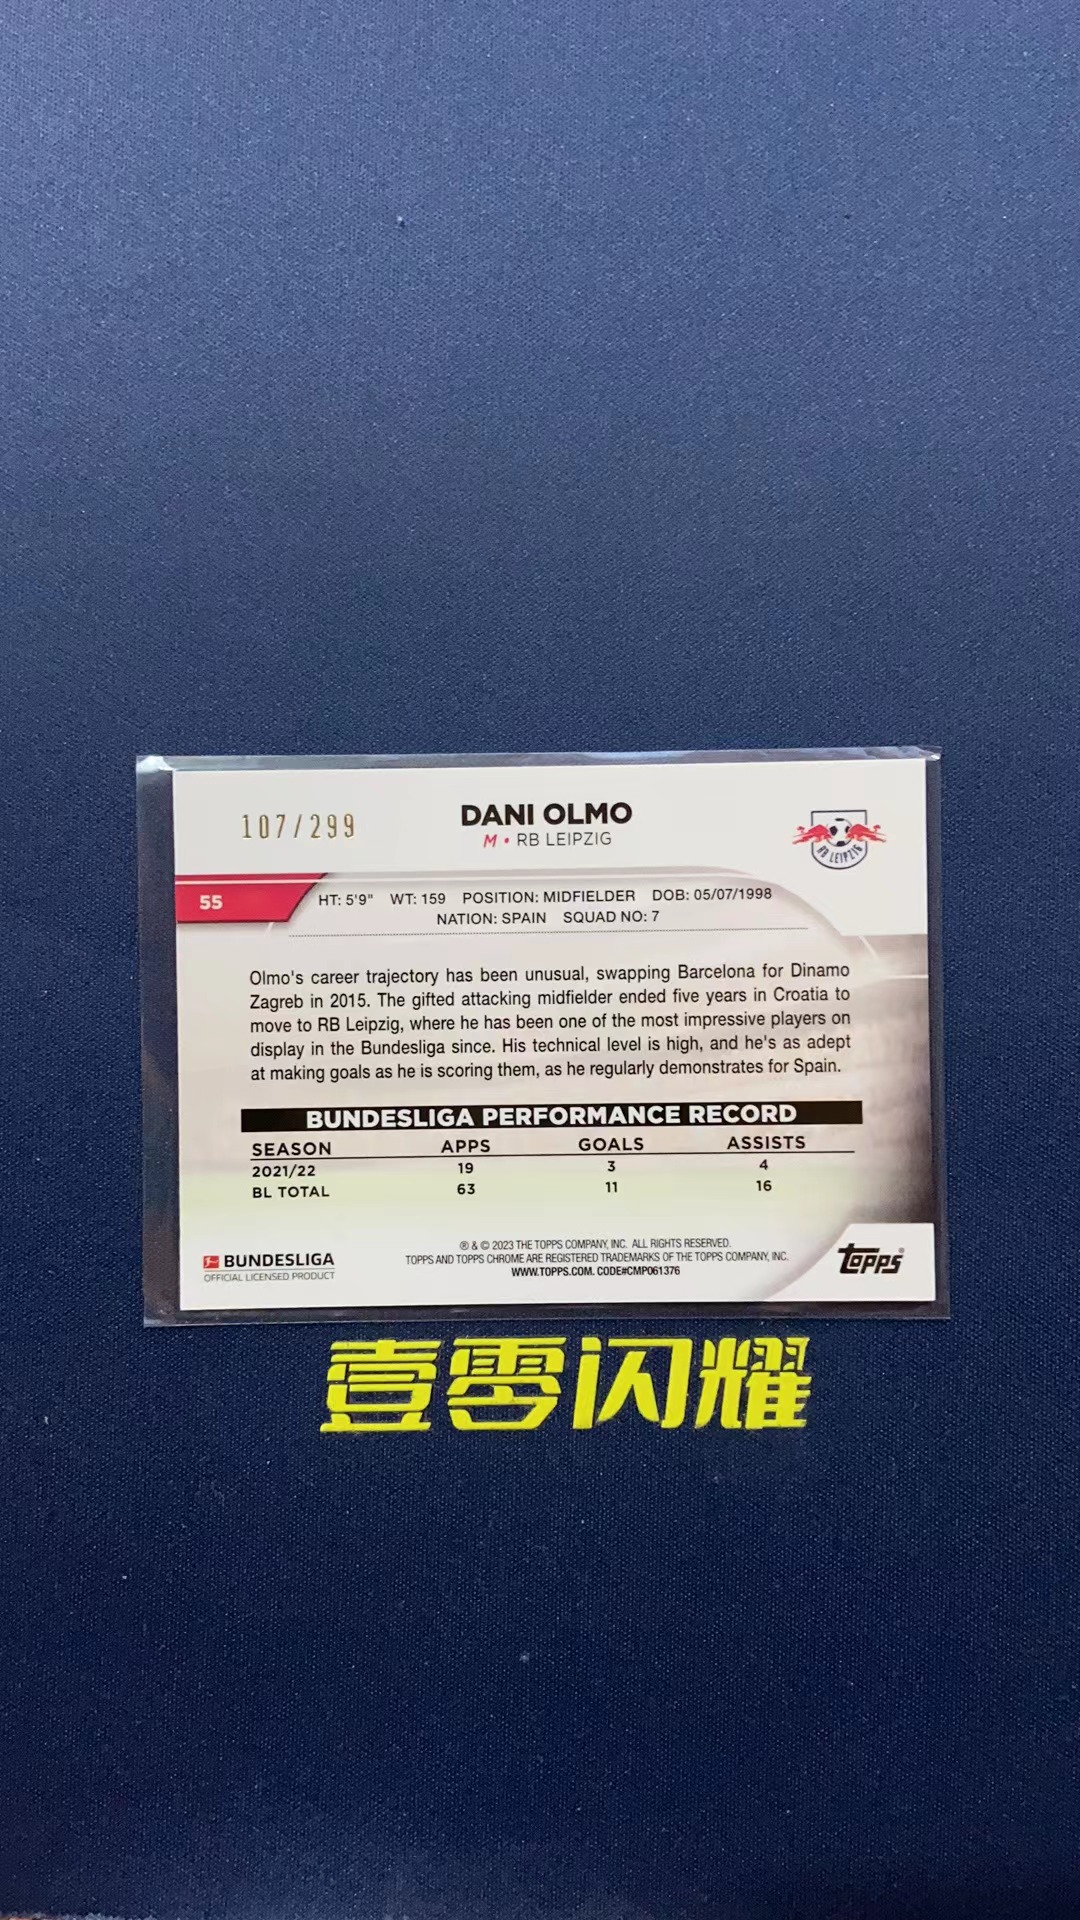 107/299
DANI OLMO
M • RB LEIPZIG
RB LEIPZIG
55
HT: 5'9" WT: 159 POSITION: MIDFIELDER DOB: 05/07/1998
NATION: SPAIN SQUAD NO: 7
Olmo's career trajectory has been unusual, swapping Barcelona for Dinamo
Zagreb in 2015. The gifted attacking midfielder ended five years in Croatia to
move to RB Leipzig, where he has been one of the most impressive players on
display in the Bundesliga since. His technical level is high, and he's as adept
at making goals as he is scoring them, as he regularly demonstrates for Spain.
BUNDESLIGA PERFORMANCE RECORD
SEASON APPS GOALS ASSISTS
2021/22 19 3 4
BL TOTAL 63 11 16
BUNDESLIGA
OFFICIAL LICENSED PRODUCT
® & © 2023 THE TOPPS COMPANY, INC. ALL RIGHTS RESERVED.
TOPPS AND TOPPS CHROME ARE REGISTERED TRADEMARKS OF THE TOPPS COMPANY, INC.
WWW.TOPPS.COM. CODE#CMP061376
topps®
壹零闪耀